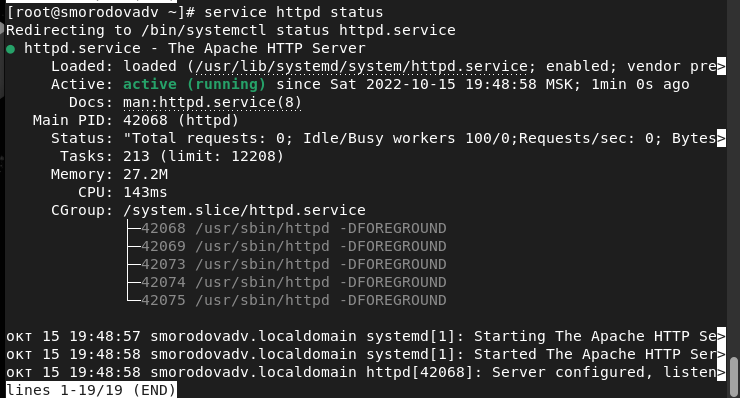 [root@smorodovadv ~]# service httpd status
Redirecting to /bin/systemctl status httpd.service
● httpd.service - The Apache HTTP Server
     Loaded: loaded (/usr/lib/systemd/system/httpd.service; enabled; vendor pre>
     Active: active (running) since Sat 2022-10-15 19:48:58 MSK; 1min 0s ago
       Docs: man:httpd.service(8)
   Main PID: 42068 (httpd)
     Status: "Total requests: 0; Idle/Busy workers 100/0;Requests/sec: 0; Bytes>
      Tasks: 213 (limit: 12208)
     Memory: 27.2M
        CPU: 143ms
     CGroup: /system.slice/httpd.service
             ├─42068 /usr/sbin/httpd -DFOREGROUND
             ├─42069 /usr/sbin/httpd -DFOREGROUND
             ├─42073 /usr/sbin/httpd -DFOREGROUND
             ├─42074 /usr/sbin/httpd -DFOREGROUND
             └─42075 /usr/sbin/httpd -DFOREGROUND
окт 15 19:48:57 smorodovadv.localdomain systemd[1]: Starting The Apache HTTP Se>
окт 15 19:48:58 smorodovadv.localdomain systemd[1]: Started The Apache HTTP Ser>
окт 15 19:48:58 smorodovadv.localdomain httpd[42068]: Server configured, listen>
lines 1-19/19 (END)